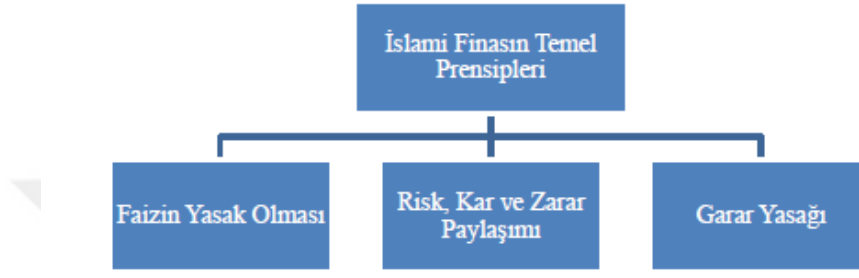 İslami Finasın Temel
Prensipleri
Faizin Yasak Olması
Risk, Kar ve Zarar
Paylaşımı
Garar Yasağı